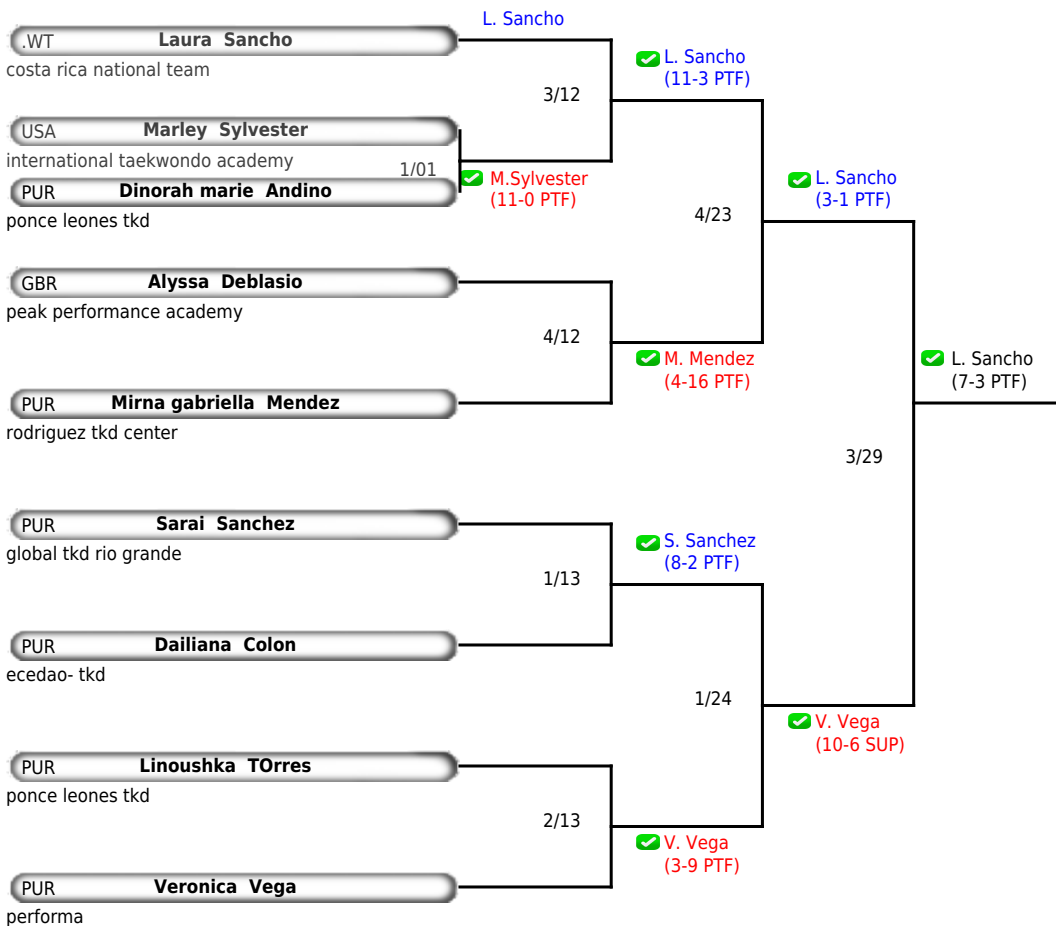 L. Sancho
.WT Laura Sancho
costa rica national team
L. Sancho
(11-3 PTF)
3/12
USA Marley Sylvester
international taekwondo academy
1/01
M.Sylvester
(11-0 PTF)
PUR Dinorah marie Andino
ponce leones tkd
L. Sancho
(3-1 PTF)
4/23
GBR Alyssa Deblasio
peak performance academy
4/12
M. Mendez
(4-16 PTF)
L. Sancho
(7-3 PTF)
PUR Mirna gabriella Mendez
rodriguez tkd center
3/29
PUR Sarai Sanchez
global tkd rio grande
S. Sanchez
(8-2 PTF)
1/13
PUR Dailiana Colon
ecedao- tkd
1/24
V. Vega
(10-6 SUP)
PUR Linoushka TOrres
ponce leones tkd
2/13
V. Vega
(3-9 PTF)
PUR Veronica Vega
performa